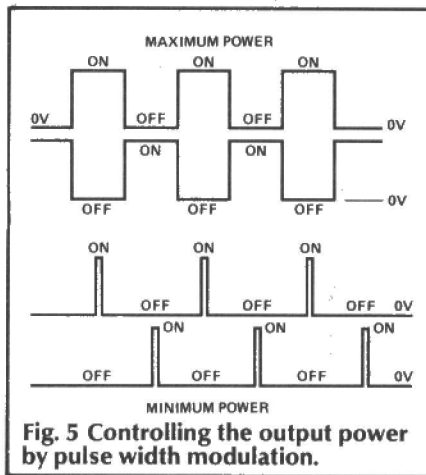 MAXIMUM POWER
ON ON ON
0V OFF OFF 0V
ON ON
OFF OFF OFF 0V
ON ON ON
OFF OFF OFF 0V
ON ON ON
OFF OFF OFF 0V
MINIMUM POWER
Fig. 5 Controlling the output power
by pulse width modulation.